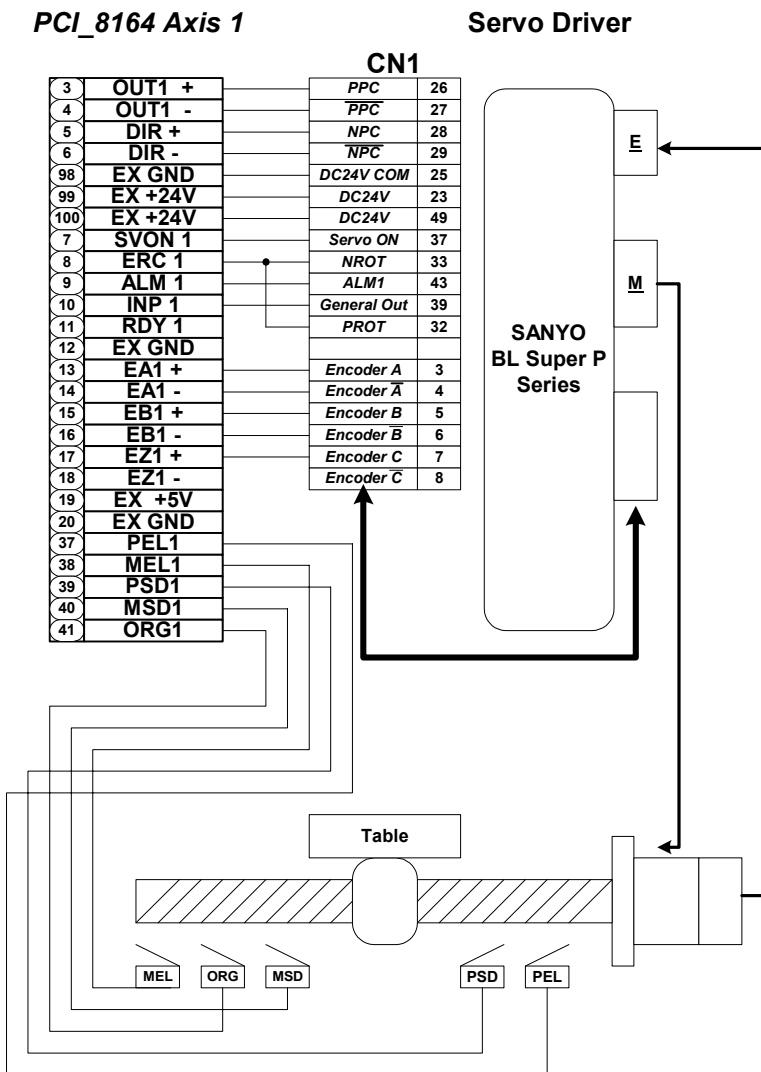 PCI_8164 Axis 1 Servo Driver
CN1
3 OUT1 + PPC 26
4 OUT1 - P̅P̅C̅ 27
5 DIR + NPC 28
6 DIR - N̅P̅C̅ 29
98 EX GND DC24V COM 25
99 EX +24V DC24V 23
100 EX +24V DC24V 49
7 SVON 1 Servo ON 37
8 ERC 1 NROT 33
9 ALM 1 ALM1 43
10 INP 1 General Out 39
11 RDY 1 PROT 32
12 EX GND
13 EA1 + Encoder A 3
14 EA1 - Encoder A̅ 4
15 EB1 + Encoder B 5
16 EB1 - Encoder B̅ 6
17 EZ1 + Encoder C 7
18 EZ1 - Encoder C̅ 8
19 EX +5V
20 EX GND
37 PEL1
38 MEL1
39 PSD1
40 MSD1
41 ORG1
E
M
SANYO
BL Super P
Series
Table
MEL ORG MSD PSD PEL